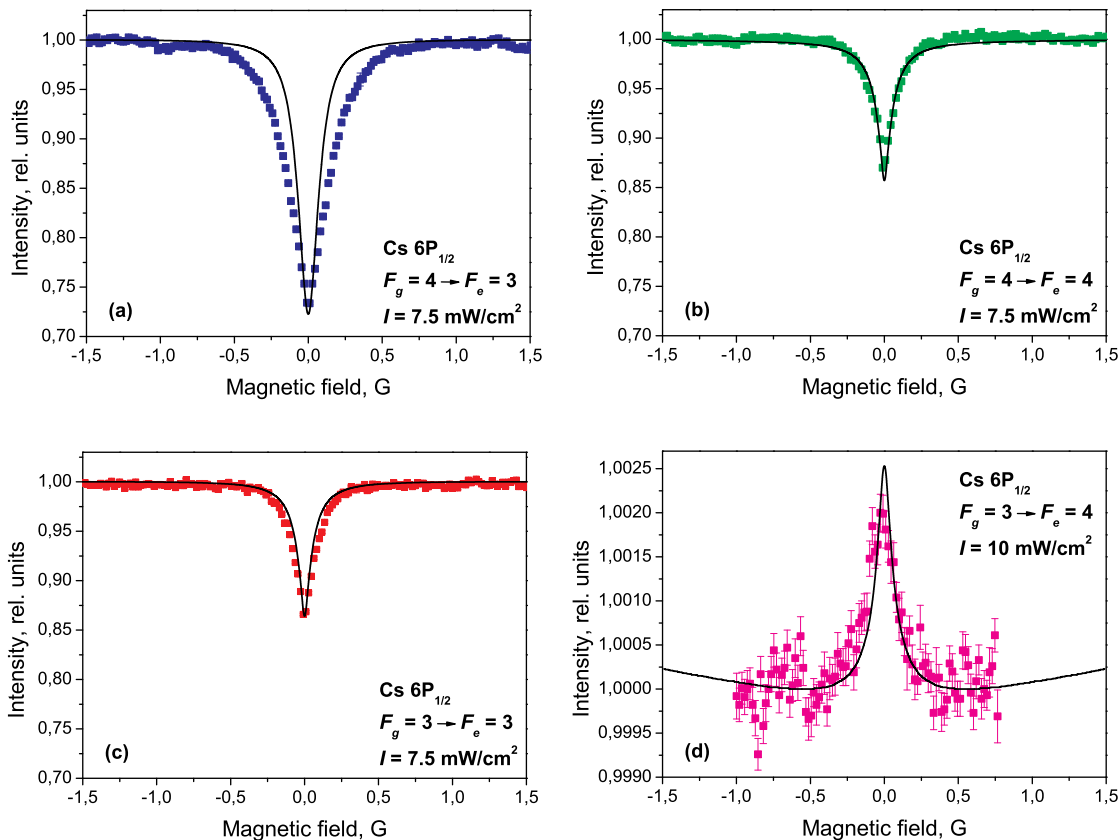 1,00
0,95
0,90
0,85
0,80
0,75
0,70
Intensity, rel. units
Cs 6P1/2
Fg = 4 → Fe = 3
I = 7.5 mW/cm2
(a)
-1,5 -1,0 -0,5 0,0 0,5 1,0 1,5
Magnetic field, G
1,00
0,95
0,90
0,85
0,80
0,75
0,70
Intensity, rel. units
Cs 6P1/2
Fg = 4 → Fe = 4
I = 7.5 mW/cm2
(b)
-1,5 -1,0 -0,5 0,0 0,5 1,0 1,5
Magnetic field, G
1,00
0,95
0,90
0,85
0,80
0,75
0,70
Intensity, rel. units
Cs 6P1/2
Fg = 3 → Fe = 3
I = 7.5 mW/cm2
(c)
-1,5 -1,0 -0,5 0,0 0,5 1,0 1,5
Magnetic field, G
1,0025
1,0020
1,0015
1,0010
1,0005
1,0000
0,9995
0,9990
Intensity, rel. units
Cs 6P1/2
Fg = 3 → Fe = 4
I = 10 mW/cm2
(d)
-1,5 -1,0 -0,5 0,0 0,5 1,0 1,5
Magnetic field, G